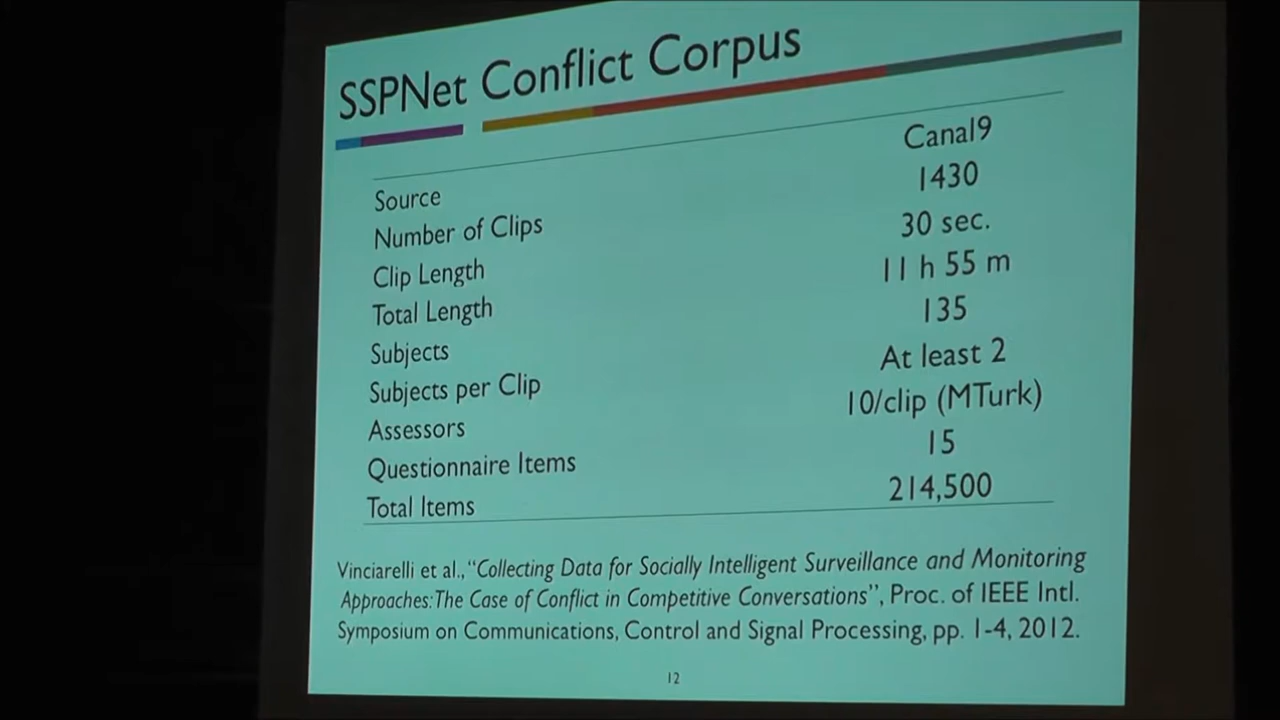 SSPNet Conflict Corpus
Source Canal9
Number of Clips 1430
Clip Length 30 sec.
Total Length 11 h 55 m
Subjects 135
Subjects per Clip At least 2
Assessors 10/clip (MTurk)
Questionnaire Items 15
Total Items 214,500
Vinciarelli et al., “Collecting Data for Socially Intelligent Surveillance and Monitoring
Approaches: The Case of Conflict in Competitive Conversations”, Proc. of IEEE Intl.
Symposium on Communications, Control and Signal Processing, pp. 1-4, 2012.
12